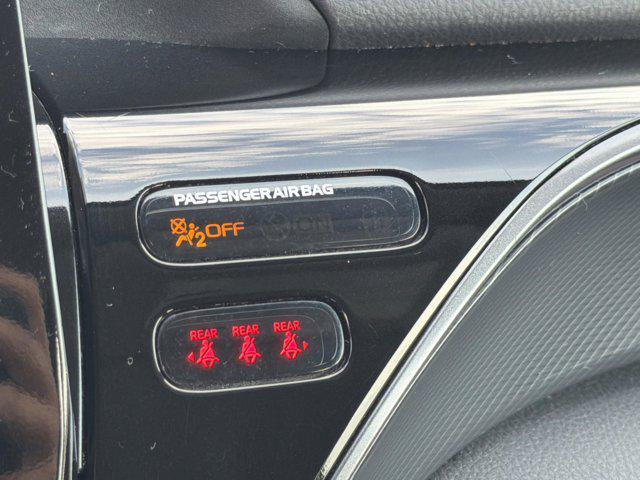 PASSENGER AIR BAG
2 OFF ON
REAR REAR REAR